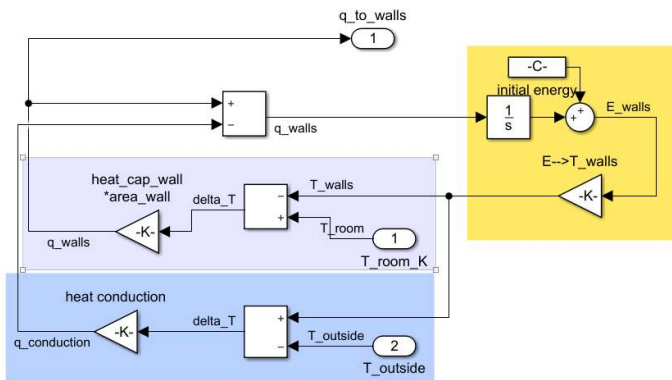 q_to_walls
1
-C-
initial energy
+
−
q_walls
1
s
+
+
E_walls
E-->T_walls
-K-
heat_cap_wall
*area_wall
-K-
q_walls
delta_T
−
+
T_walls
T_room
1
T_room_K
heat conduction
-K-
q_conduction
delta_T
+
−
T_outside
2
T_outside